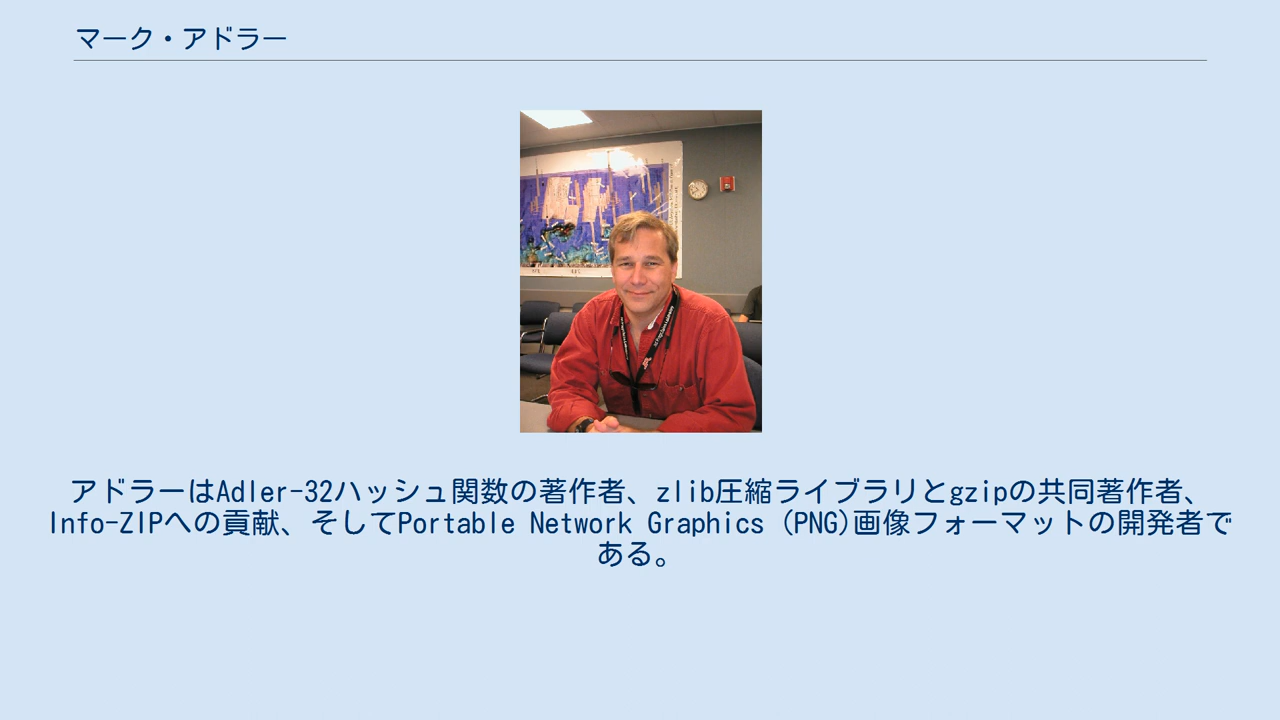 マーク・アドラー
アドラーはAdler-32ハッシュ関数の著作者、zlib圧縮ライブラリとgzipの共同著作者、
Info-ZIPへの貢献、そしてPortable Network Graphics (PNG)画像フォーマットの開発者で
ある。